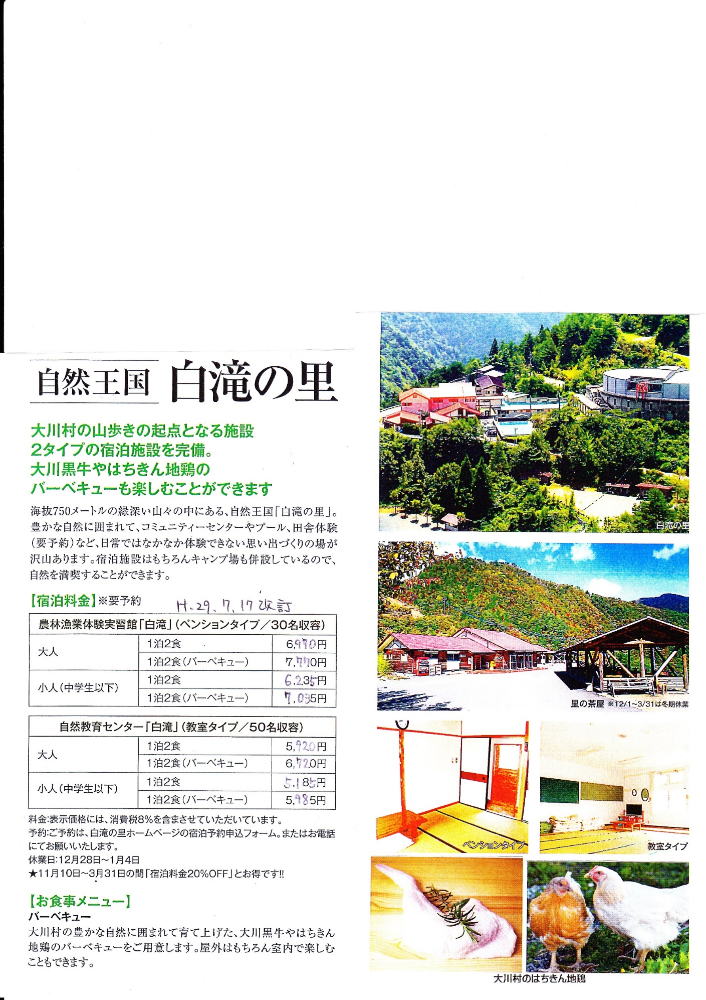 自然王国 白滝の里
大川村の山歩きの起点となる施設
2タイプの宿泊施設を完備。
大川黒牛やはちきん地鶏の
バーベキューも楽しむことができます
海抜750メートルの緑深い山々の中にある、自然王国「白滝の里」。
豊かな自然に囲まれて、コミュニティーセンターやプール、田舎体験
(要予約)など、日常ではなかなか体験できない思い出づくりの場が
沢山あります。宿泊施設はもちろんキャンプ場も併設しているので、
自然を満喫することができます。
【宿泊料金】※要予約 H.29.7.17改訂
農林漁業体験実習館「白滝」(ペンションタイプ/30名収容)
大人
1泊2食 6,970円
1泊2食(バーベキュー) 7,770円
小人(中学生以下)
1泊2食 6,235円
1泊2食(バーベキュー) 7,035円
自然教育センター「白滝」(教室タイプ/50名収容)
大人
1泊2食 5,920円
1泊2食(バーベキュー) 6,720円
小人(中学生以下)
1泊2食 5,185円
1泊2食(バーベキュー) 5,985円
料金:表示価格には、消費税8%を含まさせていただいています。
予約:ご予約は、白滝の里ホームページの宿泊予約申込フォーム。またはお電話
にてお願いいたします。
休業日:12月28日~1月4日
★11月10日~3月31日の間「宿泊料金20%OFF」とお得です!!
【お食事メニュー】
バーベキュー
大川村の豊かな自然に囲まれて育て上げた、大川黒牛やはちきん
地鶏のバーベキューをご用意します。屋外はもちろん室内で楽しむ
こともできます。
白滝の里
里の茶屋 ※12/1~3/31は冬期休業
ペンションタイプ
教室タイプ
大川村のはちきん地鶏